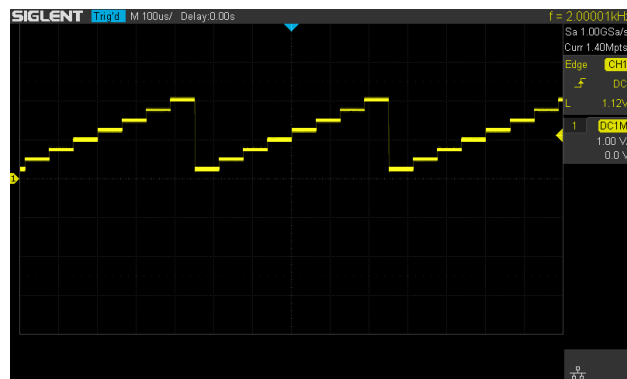 SIGLENT Trig'd M 100us/ Delay:0.00s f = 2.00001kHz
Sa 1.00GSa/s
Curr 1.40Mpts
Edge CH1
DC
L 1.12V
1 DC1M
1.00 V/
0.0 V
1